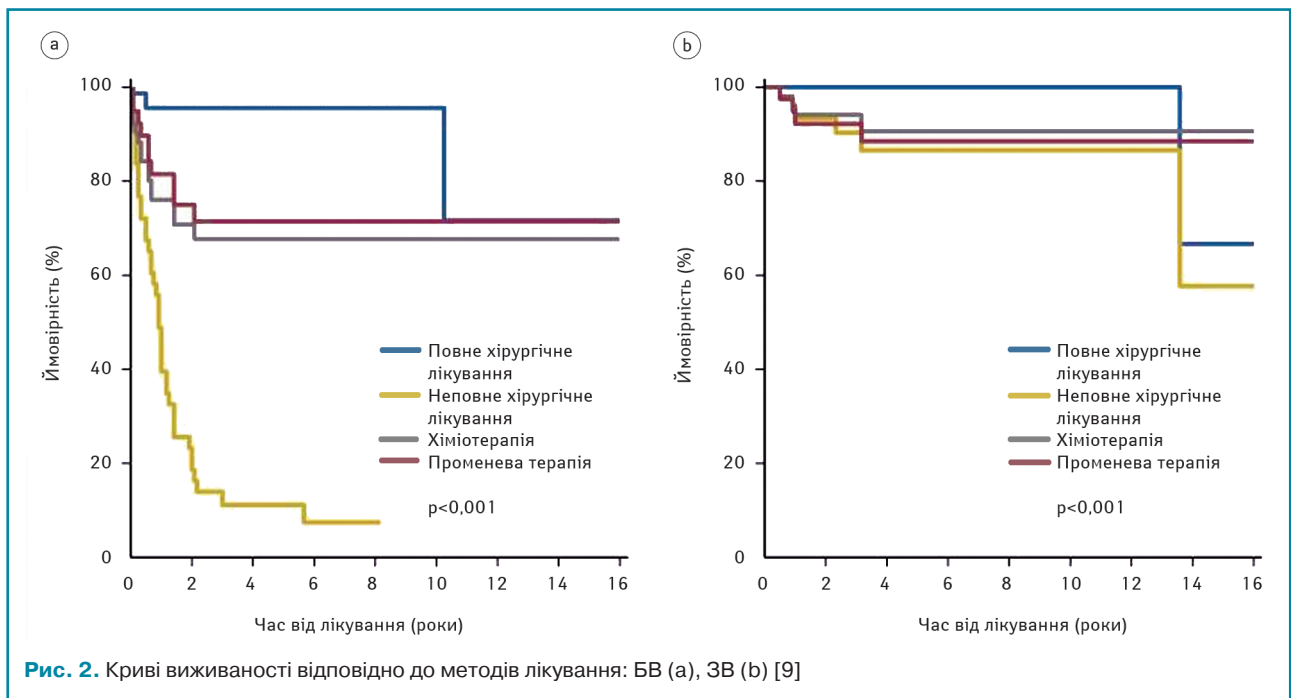 a
100
80
60
40
20
0
Ймовірність (%)
Повне хірургічне
лікування
Неповне хірургічне
лікування
Хіміотерапія
Променева терапія
p<0,001
0 2 4 6 8 10 12 14 16
Час від лікування (роки)
b
100
80
60
40
20
0
Ймовірність (%)
Повне хірургічне
лікування
Неповне хірургічне
лікування
Хіміотерапія
Променева терапія
p<0,001
0 2 4 6 8 10 12 14 16
Час від лікування (роки)
Рис. 2. Криві виживаності відповідно до методів лікування: БВ (a), ЗВ (b) [9]